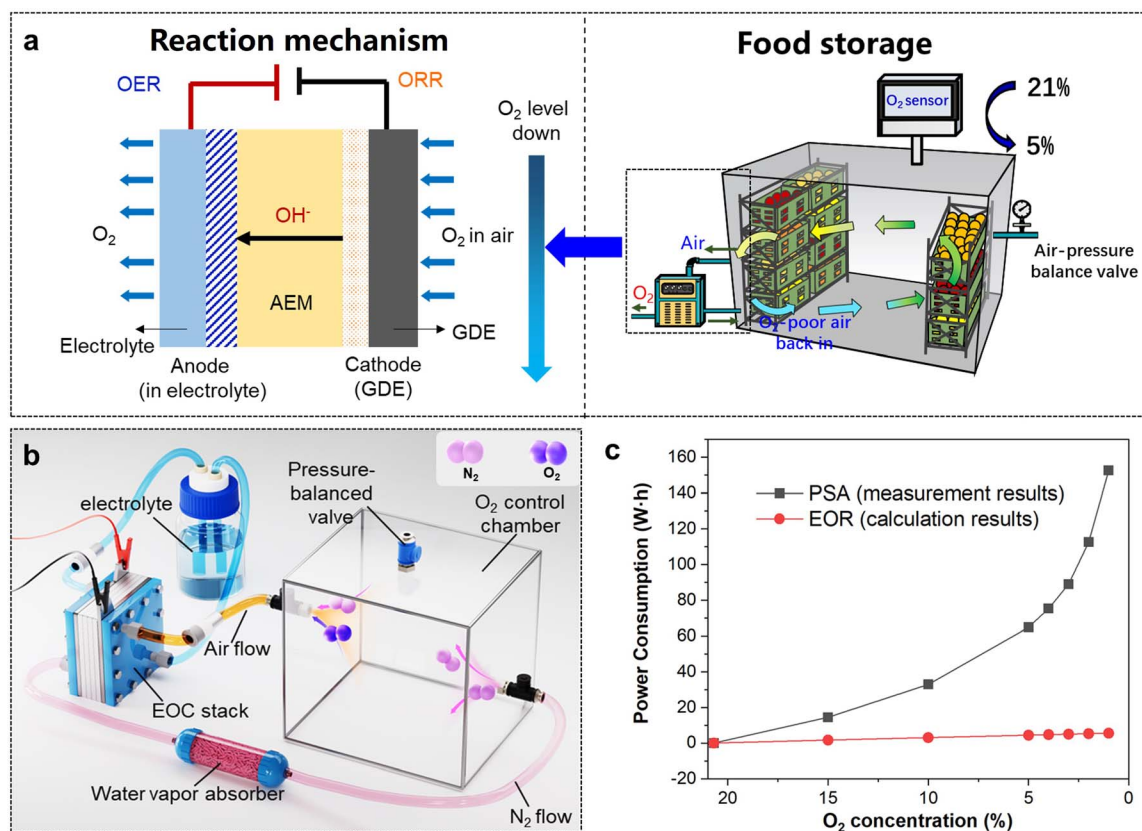 a
Reaction mechanism
OER
ORR
O₂ level
down
OH⁻
O₂
O₂ in air
AEM
Electrolyte
GDE
Anode
(in electrolyte)
Cathode
(GDE)
Food storage
O₂ sensor
21%
5%
Air
O₂
O₂-poor air
back in
Air-pressure
balance valve
b
electrolyte
Pressure-
balanced
valve
N₂
O₂
O₂ control
chamber
Air flow
EOC stack
Water vapor absorber
N₂ flow
c
Power Consumption (W·h)
160
140
120
100
80
60
40
20
0
-20
PSA (measurement results)
EOR (calculation results)
20
15
10
5
0
O₂ concentration (%)